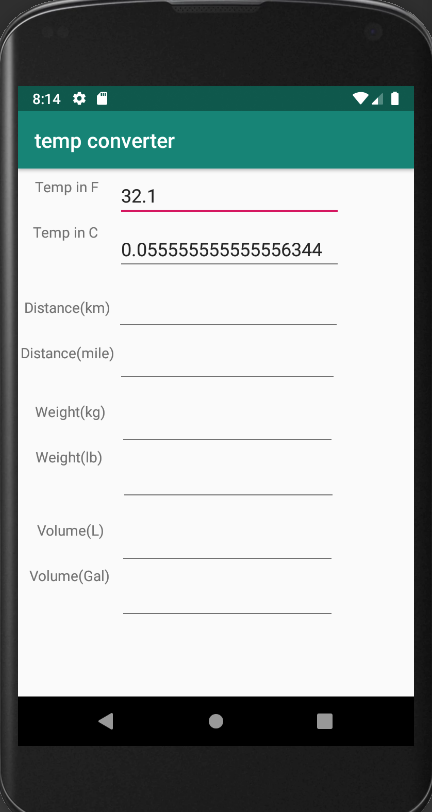 8:14
temp converter
Temp in F
32.1
Temp in C
0.055555555555556344
Distance(km)
Distance(mile)
Weight(kg)
Weight(lb)
Volume(L)
Volume(Gal)